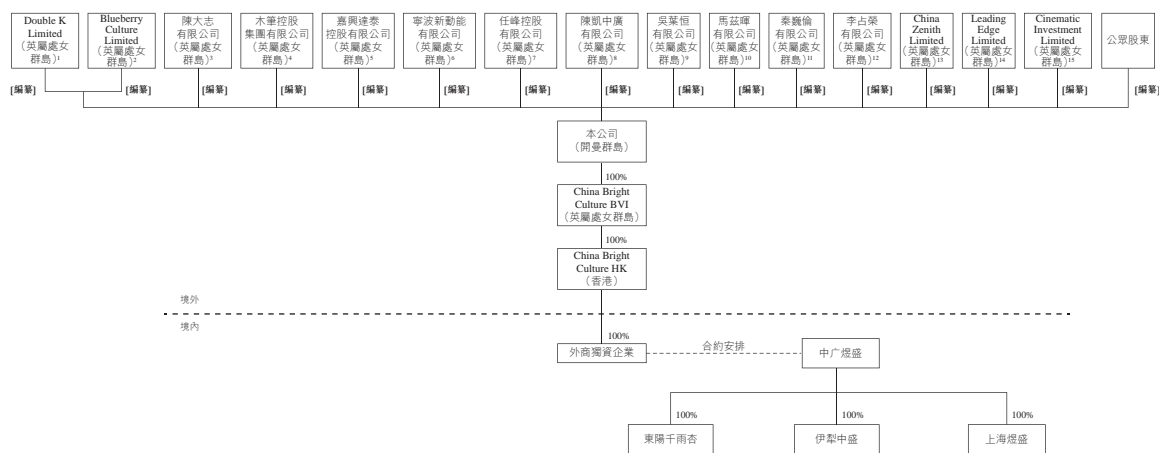 Double K
Limited
（英屬處女
群島）1
Blueberry
Culture
Limited
（英屬處女
群島）2
陳大志
有限公司
（英屬處女
群島）3
木筆控股
集團有限公司
（英屬處女
群島）4
嘉興達泰
控股有限公司
（英屬處女
群島）5
寧波新動能
有限公司
（英屬處女
群島）6
任峰控股
有限公司
（英屬處女
群島）7
陳凱中廣
有限公司
（英屬處女
群島）8
吳葉恒
有限公司
（英屬處女
群島）9
馬茲暉
有限公司
（英屬處女
群島）10
秦巍倫
有限公司
（英屬處女
群島）11
李占榮
有限公司
（英屬處女
群島）12
China
Zenith
Limited
（英屬處女
群島）13
Leading
Edge
Limited
（英屬處女
群島）14
Cinematic
Investment
Limited
（英屬處女
群島）15
公眾股東
[編纂] [編纂] [編纂] [編纂] [編纂] [編纂] [編纂] [編纂] [編纂] [編纂] [編纂] [編纂] [編纂] [編纂] [編纂] [編纂]
本公司
（開曼群島）
100%
China Bright
Culture BVI
（英屬處女群島）
100%
China Bright
Culture HK
（香港）
境外
境內
100%
外商獨資企業
合約安排
中广煜盛
100%
100%
100%
東陽千雨杏
伊犁中盛
上海煜盛